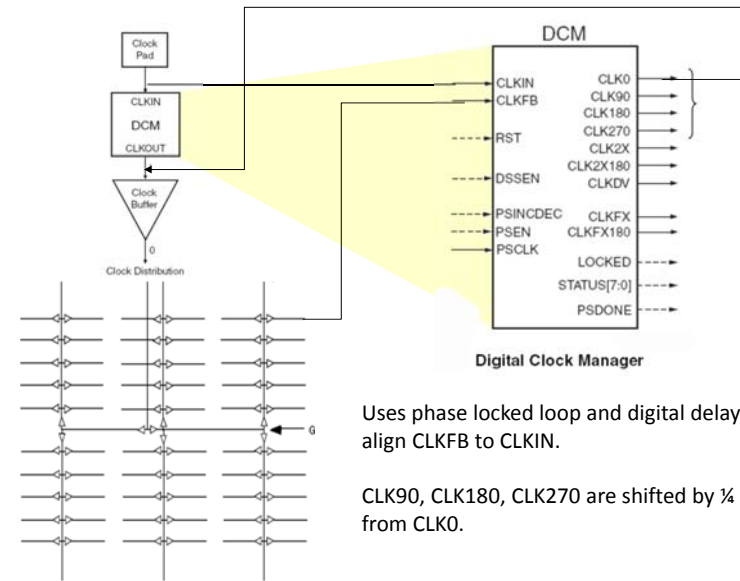 DCM
Clock
Pad
CLKIN
DCM
CLKOUT
Clock
Buffer
0
Clock Distribution
G
CLKIN
CLKFB
RST
DSSEN
PSINCDEC
PSEN
PSCLK
CLK0
CLK90
CLK180
CLK270
CLK2X
CLK2X180
CLKDV
CLKFX
CLKFX180
LOCKED
STATUS[7:0]
PSDONE
Digital Clock Manager
Uses phase locked loop and digital delay
align CLKFB to CLKIN.
CLK90, CLK180, CLK270 are shifted by ¼
from CLK0.